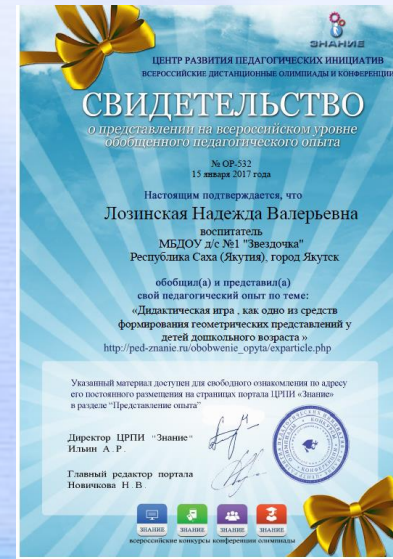 ЗНАНИЕ
ЦЕНТР РАЗВИТИЯ ПЕДАГОГИЧЕСКИХ ИНИЦИАТИВ
ВСЕРОССИЙСКИЕ ДИСТАНЦИОННЫЕ ОЛИМПИАДЫ И КОНФЕРЕНЦИИ
СВИДЕТЕЛЬСТВО
о представлении на всероссийском уровне
обобщенного педагогического опыта
№ ОР-532
15 января 2017 года
Настоящим подтверждается, что
Лозинская Надежда Валерьевна
воспитатель
МБДОУ д/с №1 "Звездочка"
Республика Саха (Якутия), город Якутск
обобщил(а) и представил(а)
свой педагогический опыт по теме:
«Дидактическая игра , как одно из средств
формирования геометрических представлений у
детей дошкольного возраста »
http://ped-znanie.ru/obobwenie_opyta/exparticle.php
Указанный материал доступен для свободного ознакомления по адресу
его постоянного размещения на страницах портала ЦРПИ «Знание»
в разделе "Представление опыта"
Директор ЦРПИ "Знание"
Ильин А.Р.
Главный редактор портала
Новичкова Н.В.
ЗНАНИЕ ЗНАНИЕ ЗНАНИЕ ЗНАНИЕ
всероссийские конкурсы конференции олимпиады